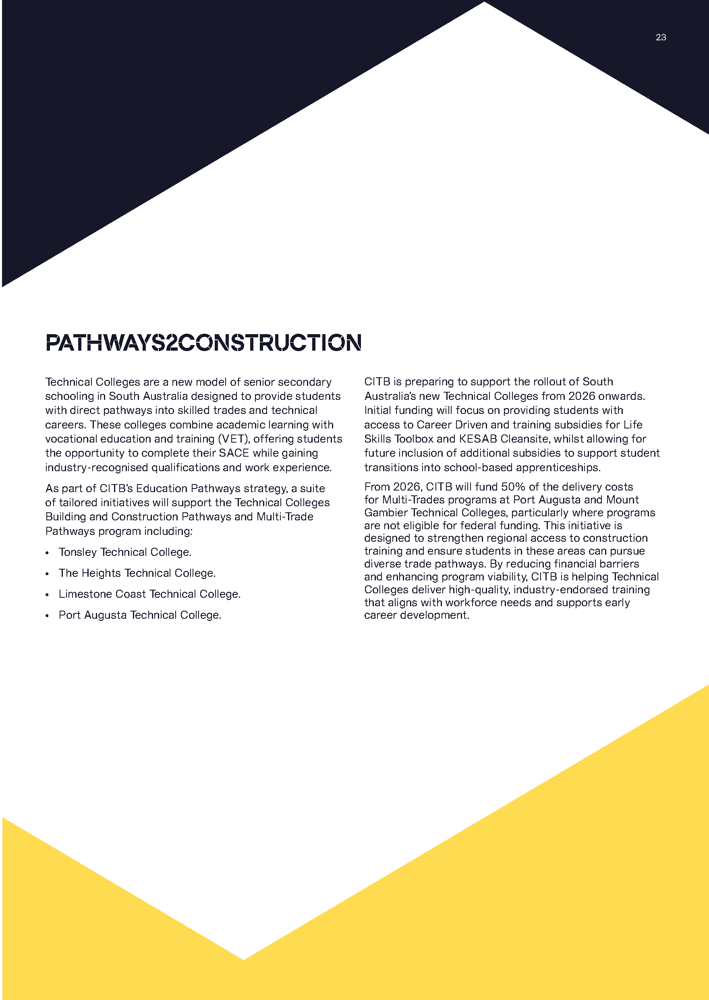 23
PATHWAYS2CONSTRUCTION
Technical Colleges are a new model of senior secondary
schooling in South Australia designed to provide students
with direct pathways into skilled trades and technical
careers. These colleges combine academic learning with
vocational education and training (VET), offering students
the opportunity to complete their SACE while gaining
industry-recognised qualifications and work experience.
As part of CITB’s Education Pathways strategy, a suite
of tailored initiatives will support the Technical Colleges
Building and Construction Pathways and Multi-Trade
Pathways program including:
• Tonsley Technical College.
• The Heights Technical College.
• Limestone Coast Technical College.
• Port Augusta Technical College.
CITB is preparing to support the rollout of South
Australia’s new Technical Colleges from 2026 onwards.
Initial funding will focus on providing students with
access to Career Driven and training subsidies for Life
Skills Toolbox and KESAB Cleansite, whilst allowing for
future inclusion of additional subsidies to support student
transitions into school-based apprenticeships.
From 2026, CITB will fund 50% of the delivery costs
for Multi-Trades programs at Port Augusta and Mount
Gambier Technical Colleges, particularly where programs
are not eligible for federal funding. This initiative is
designed to strengthen regional access to construction
training and ensure students in these areas can pursue
diverse trade pathways. By reducing financial barriers
and enhancing program viability, CITB is helping Technical
Colleges deliver high-quality, industry-endorsed training
that aligns with workforce needs and supports early
career development.